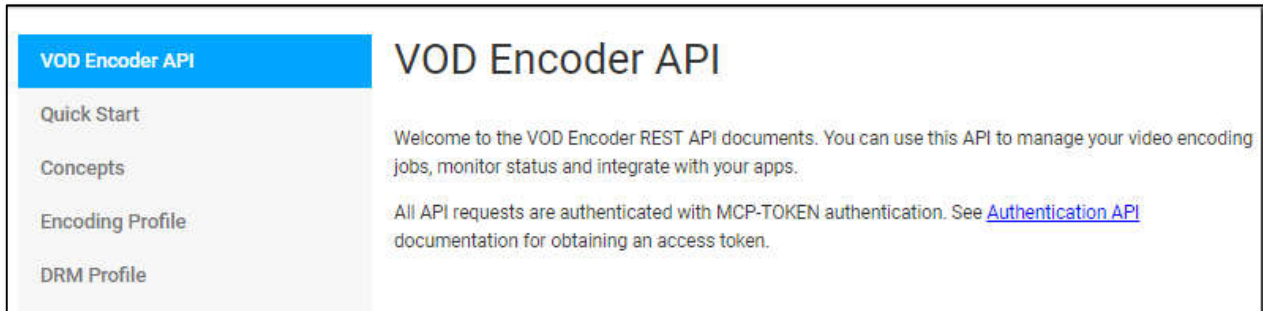 VOD Encoder API
Quick Start
Concepts
Encoding Profile
DRM Profile
VOD Encoder API
Welcome to the VOD Encoder REST API documents. You can use this API to manage your video encoding
jobs, monitor status and integrate with your apps.
All API requests are authenticated with MCP-TOKEN authentication. See Authentication API
documentation for obtaining an access token.